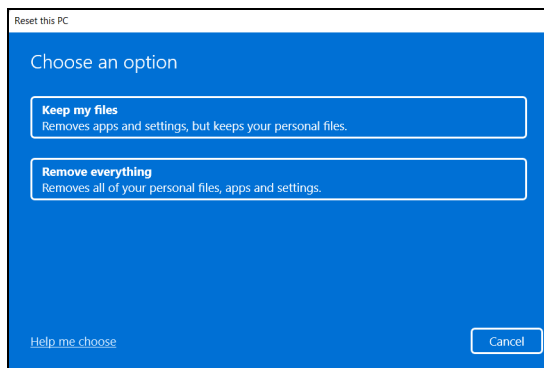 Reset this PC
Choose an option
Keep my files
Removes apps and settings, but keeps your personal files.
Remove everything
Removes all of your personal files, apps and settings.
Help me choose
Cancel